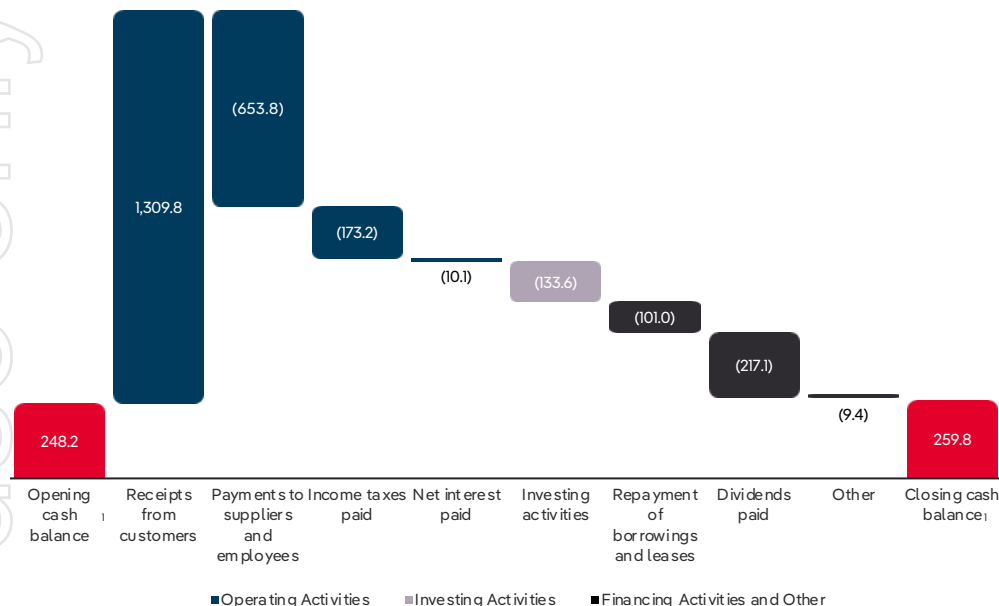 (653.8)
1,309.8
(173.2)
(10.1)
(133.6)
(101.0)
(217.1)
(9.4)
248.2
259.8
Opening
cash 1
balance
Receipts
from
customers
Payments to
suppliers
and
employees
Income taxes
paid
Net interest
paid
Investing
activities
Repayment
of
borrowings
and leases
Dividends
paid
Other
Closing cash
balance 1
Operating Activities
Investing Activities
Financing Activities and Other